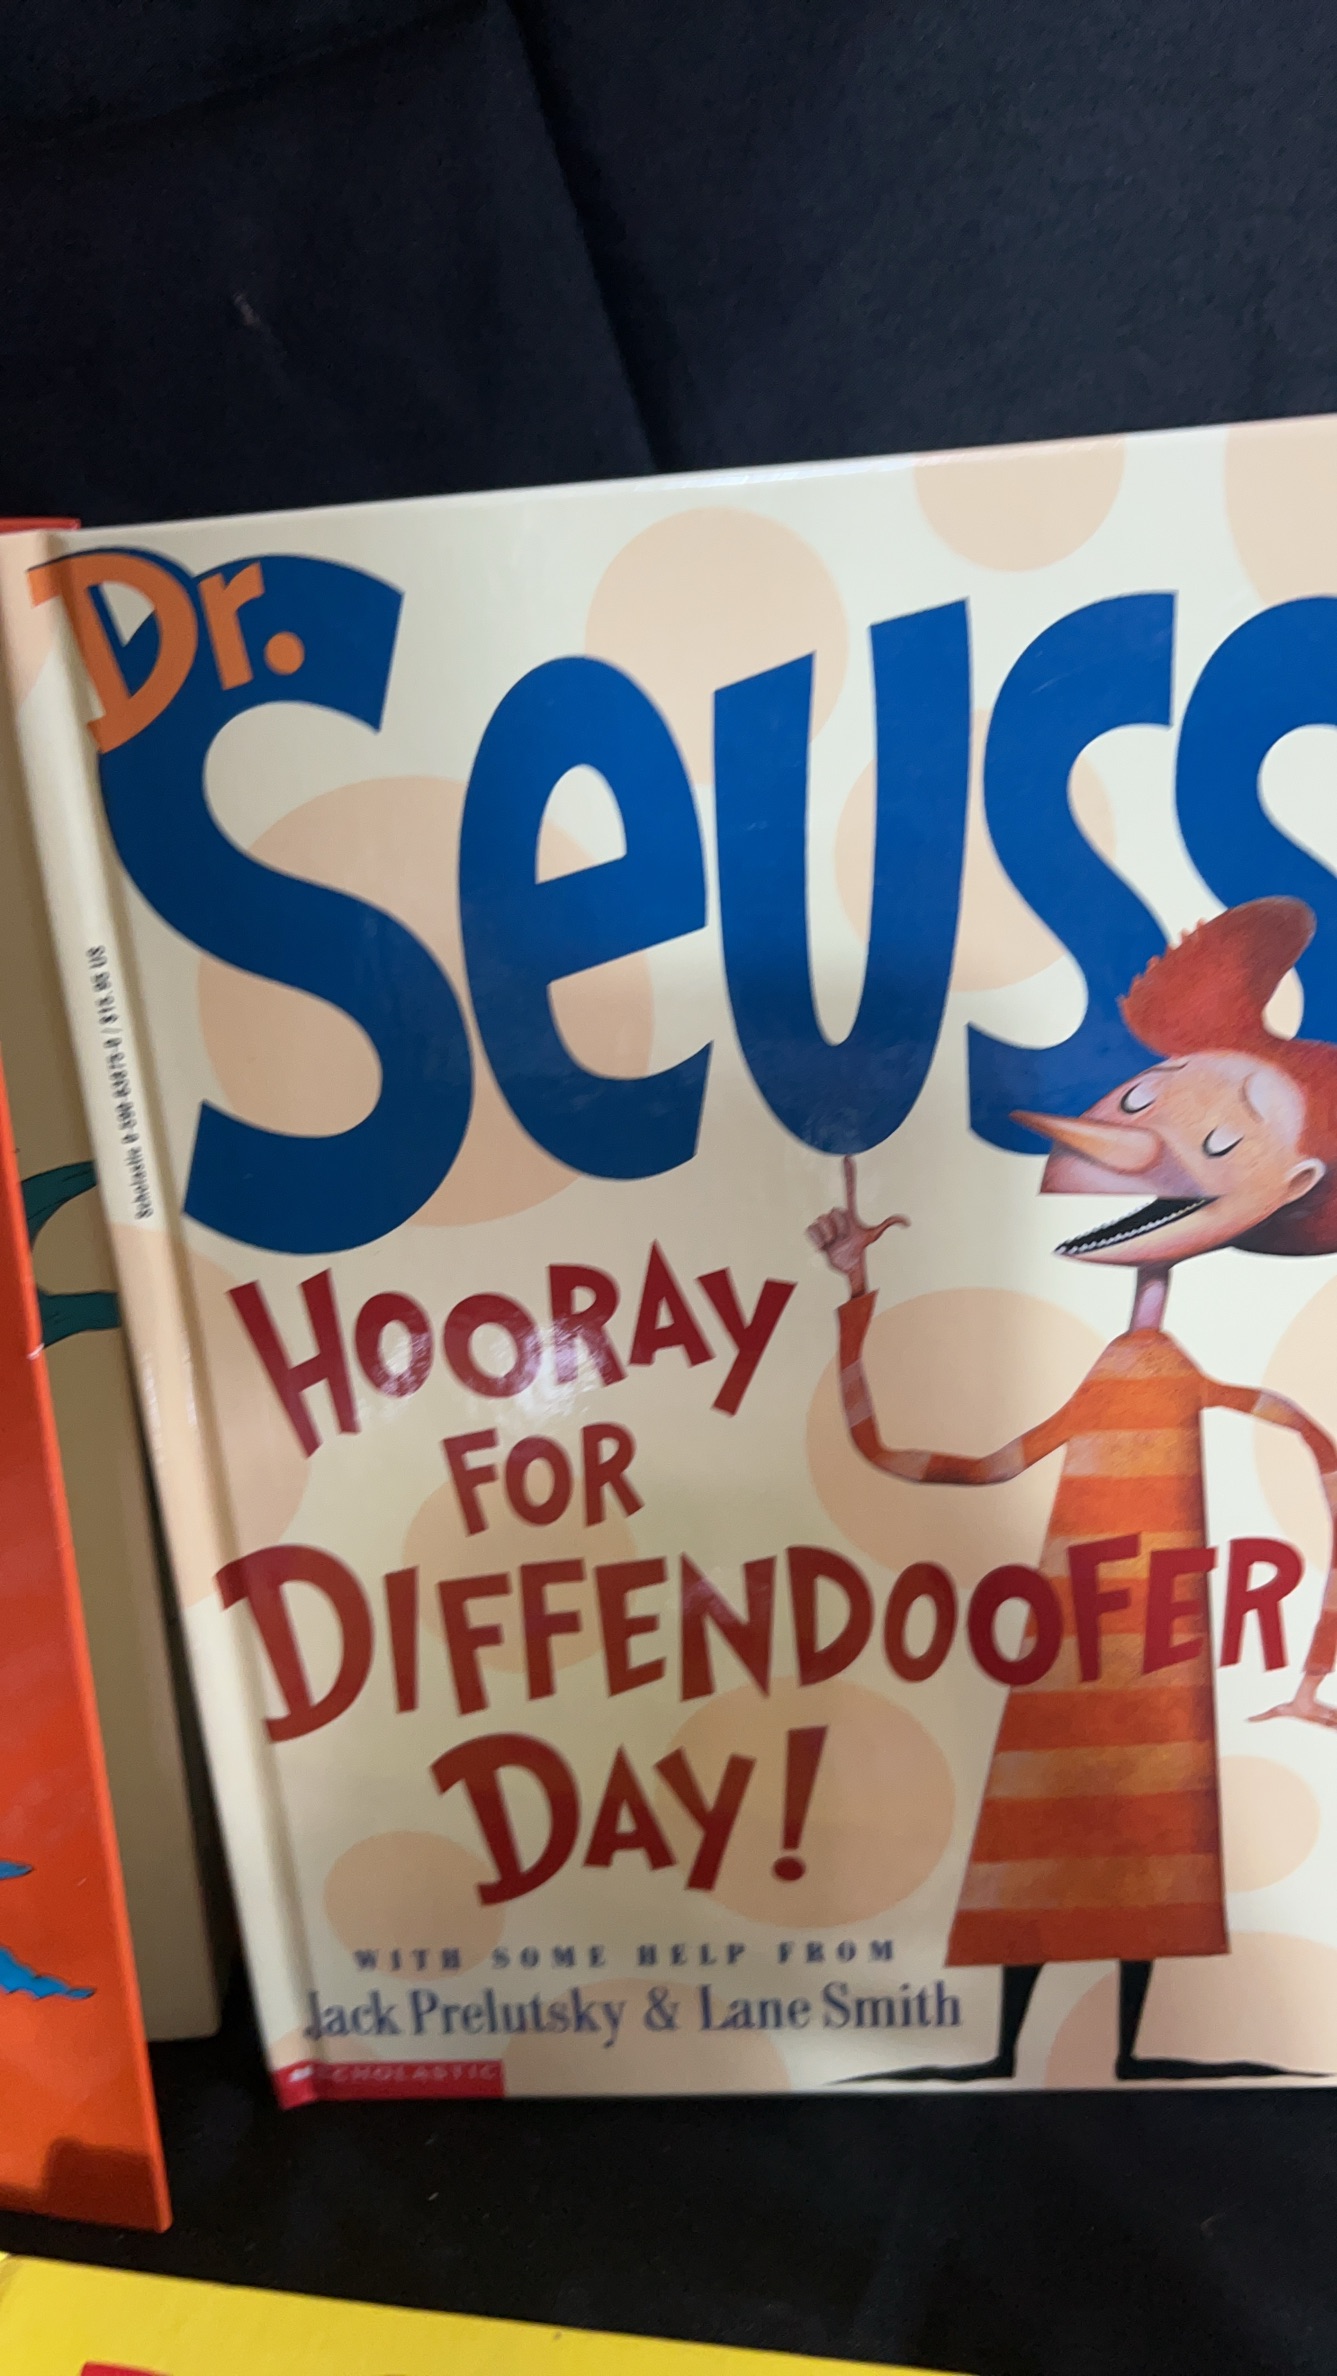 Dr.
Seuss
HOORAY
FOR
DIFFENDOOFER
DAY!
WITH SOME HELP FROM
Jack Prelutsky & Lane Smith
SCHOLASTIC